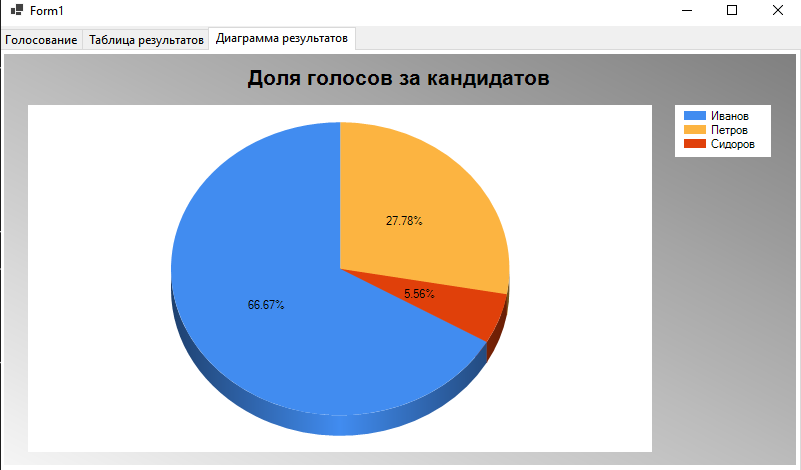 Form1
Голосование Таблица результатов Диаграмма результатов
Доля голосов за кандидатов
Иванов
Петров
Сидоров
27.78%
5.56%
66.67%